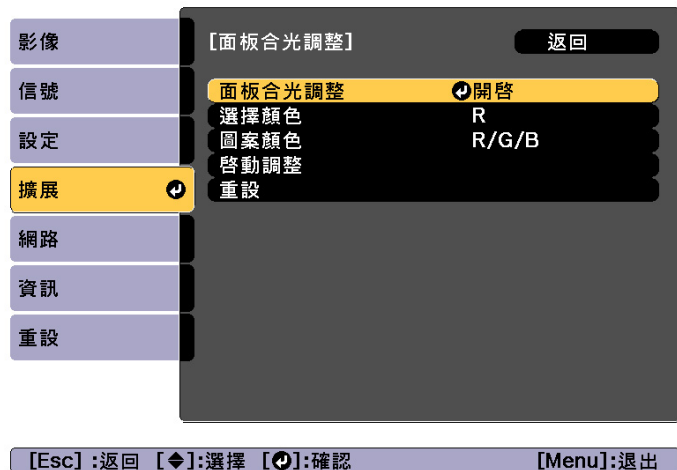 影像
信號
設定
擴展
網路
資訊
重設
[面板合光調整] 返回
面板合光調整 開啓
選擇顏色 R
圖案顏色 R/G/B
啓動調整
重設
[Esc] :返回 [◆]:選擇 [⏎]:確認 [Menu]:退出